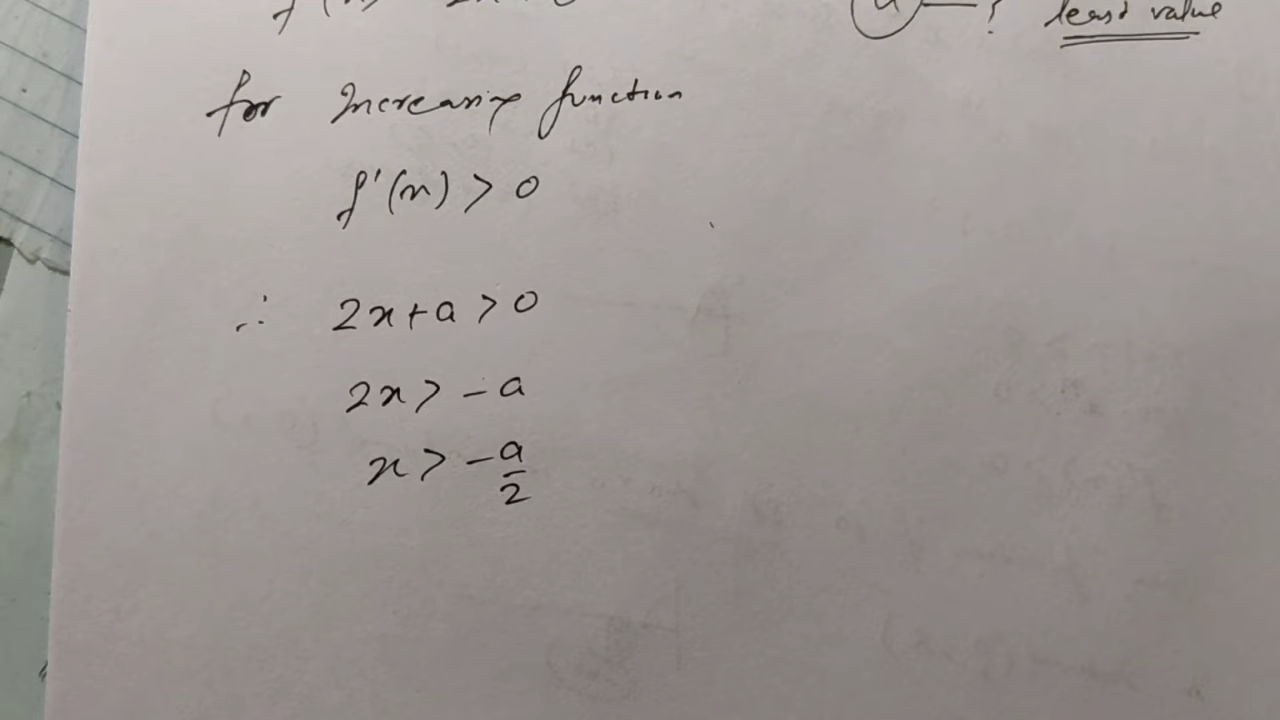 ? least value
for Increasing function
f'(x) > 0
∴ 2x+a > 0
2x > -a
x > -a/2